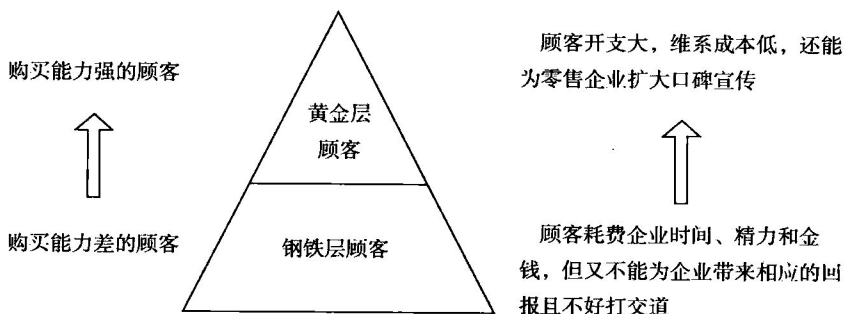 购买能力强的顾客
购买能力差的顾客
黄金层
顾客
钢铁层顾客
顾客开支大，维系成本低，还能
为零售企业扩大口碑宣传
顾客耗费企业时间、精力和金
钱，但又不能为企业带来相应的回
报且不好打交道